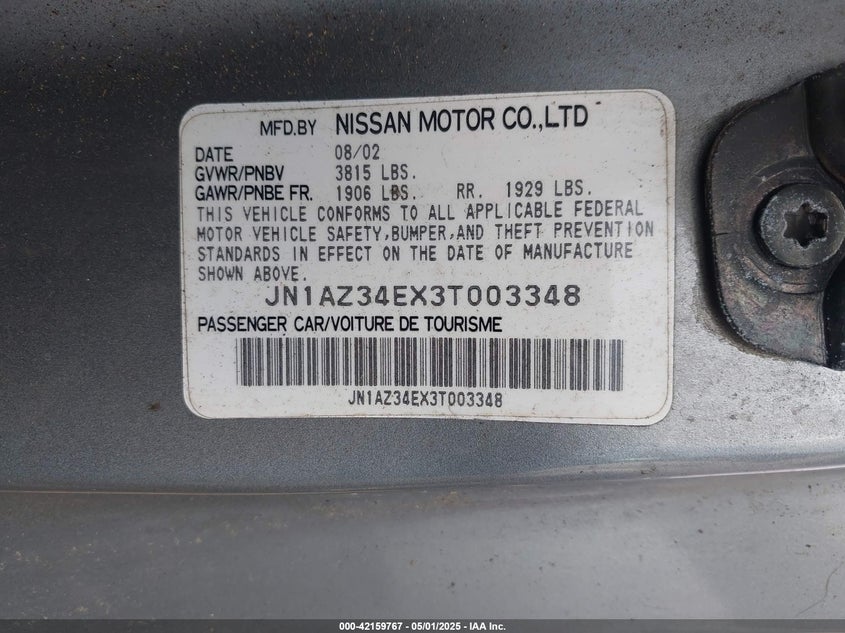 MFD.BY NISSAN MOTOR CO.,LTD
DATE 08/02
GVWR/PNBV 3815 LBS.
GAWR/PNBE FR. 1906 LBS. RR. 1929 LBS.
THIS VEHICLE CONFORMS TO ALL APPLICABLE FEDERAL
MOTOR VEHICLE SAFETY,BUMPER,AND THEFT PREVENTION
STANDARDS IN EFFECT ON THE DATE OF MANUFACTURE
SHOWN ABOVE.
JN1AZ34EX3T003348
PASSENGER CAR/VOITURE DE TOURISME
JN1AZ34EX3T003348
000-42159767 - 05/01/2025 - IAA Inc.